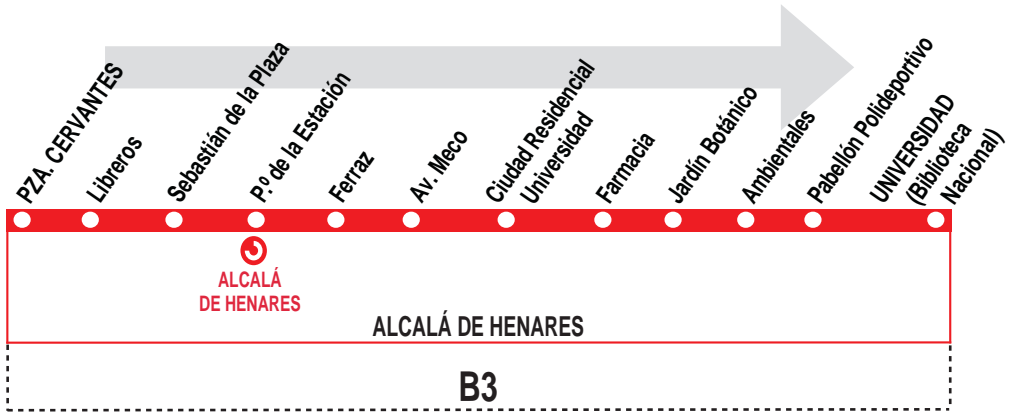 PZA. CERVANTES
Libreros
Sebastián de la Plaza
P.º de la Estación
Ferraz
Av. Meco
Ciudad Residencial
Universidad
Farmacia
Jardín Botánico
Ambientales
Pabellón Polideportivo
UNIVERSIDAD
(Biblioteca
Nacional)
ALCALÁ
DE HENARES
ALCALÁ DE HENARES
B3